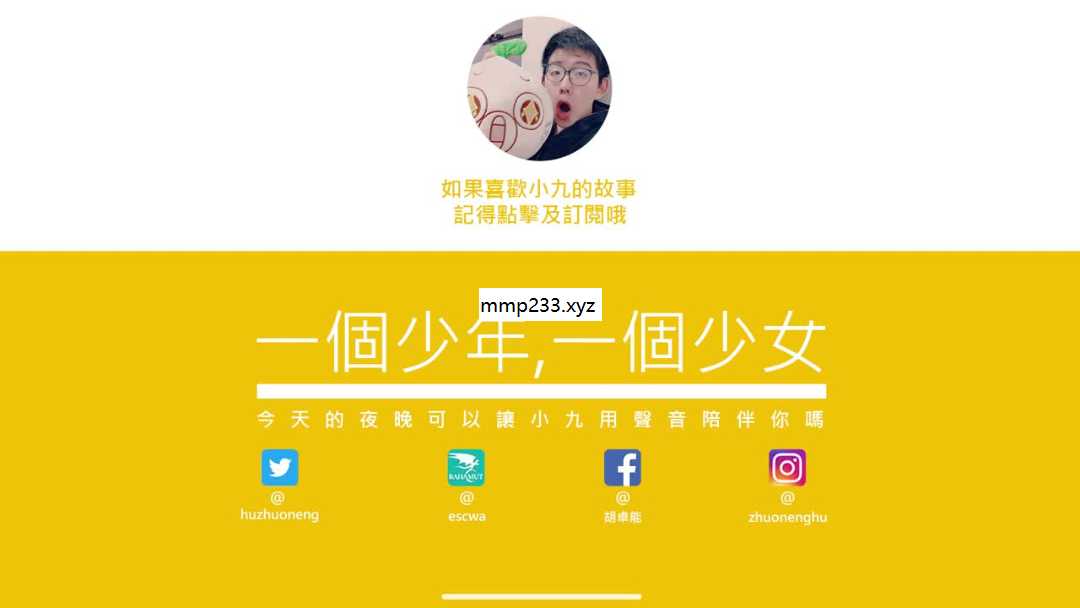 如果喜歡小九的故事
記得點擊及訂閱哦
mmp233.xyz
一個少年,一個少女
今天的夜晚可以讓小九用聲音陪伴你嗎
BAHAMUT
@
huzhuoneng
@
escwa
@
胡卓能
@
zhuonenghu